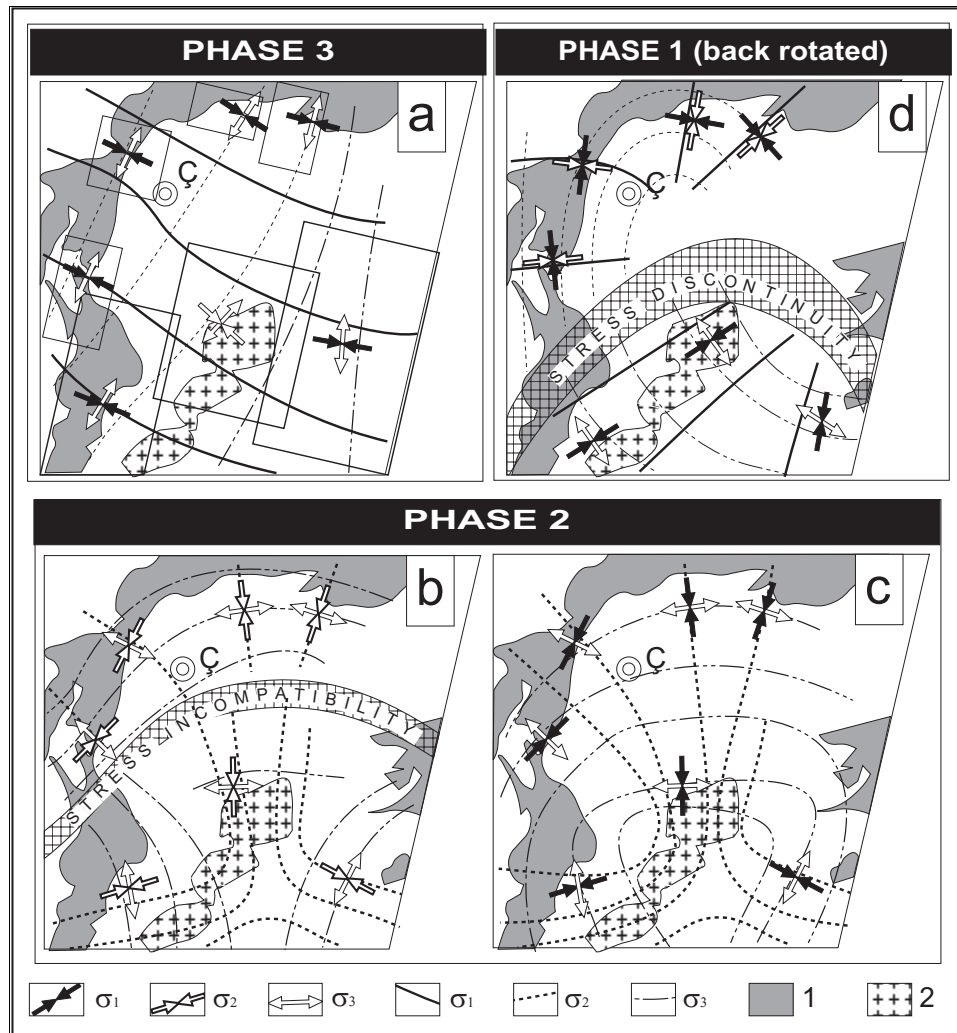 PHASE 3
PHASE 1 (back rotated)
a
Ç
d
Ç
STRESS DISCONTINUITY
PHASE 2
b
Ç
STRESS INCOMPATIBILITY
c
Ç
σ1 σ2 σ3 σ1 σ2 σ3 1 2